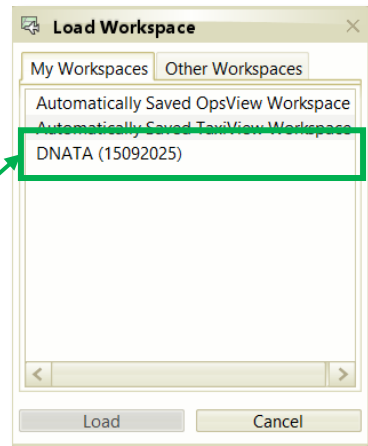 Load Workspace
My Workspaces Other Workspaces
Automatically Saved OpsView Workspace
Automatically Saved TaxiView Workspace
DNATA (15092025)
Load Cancel